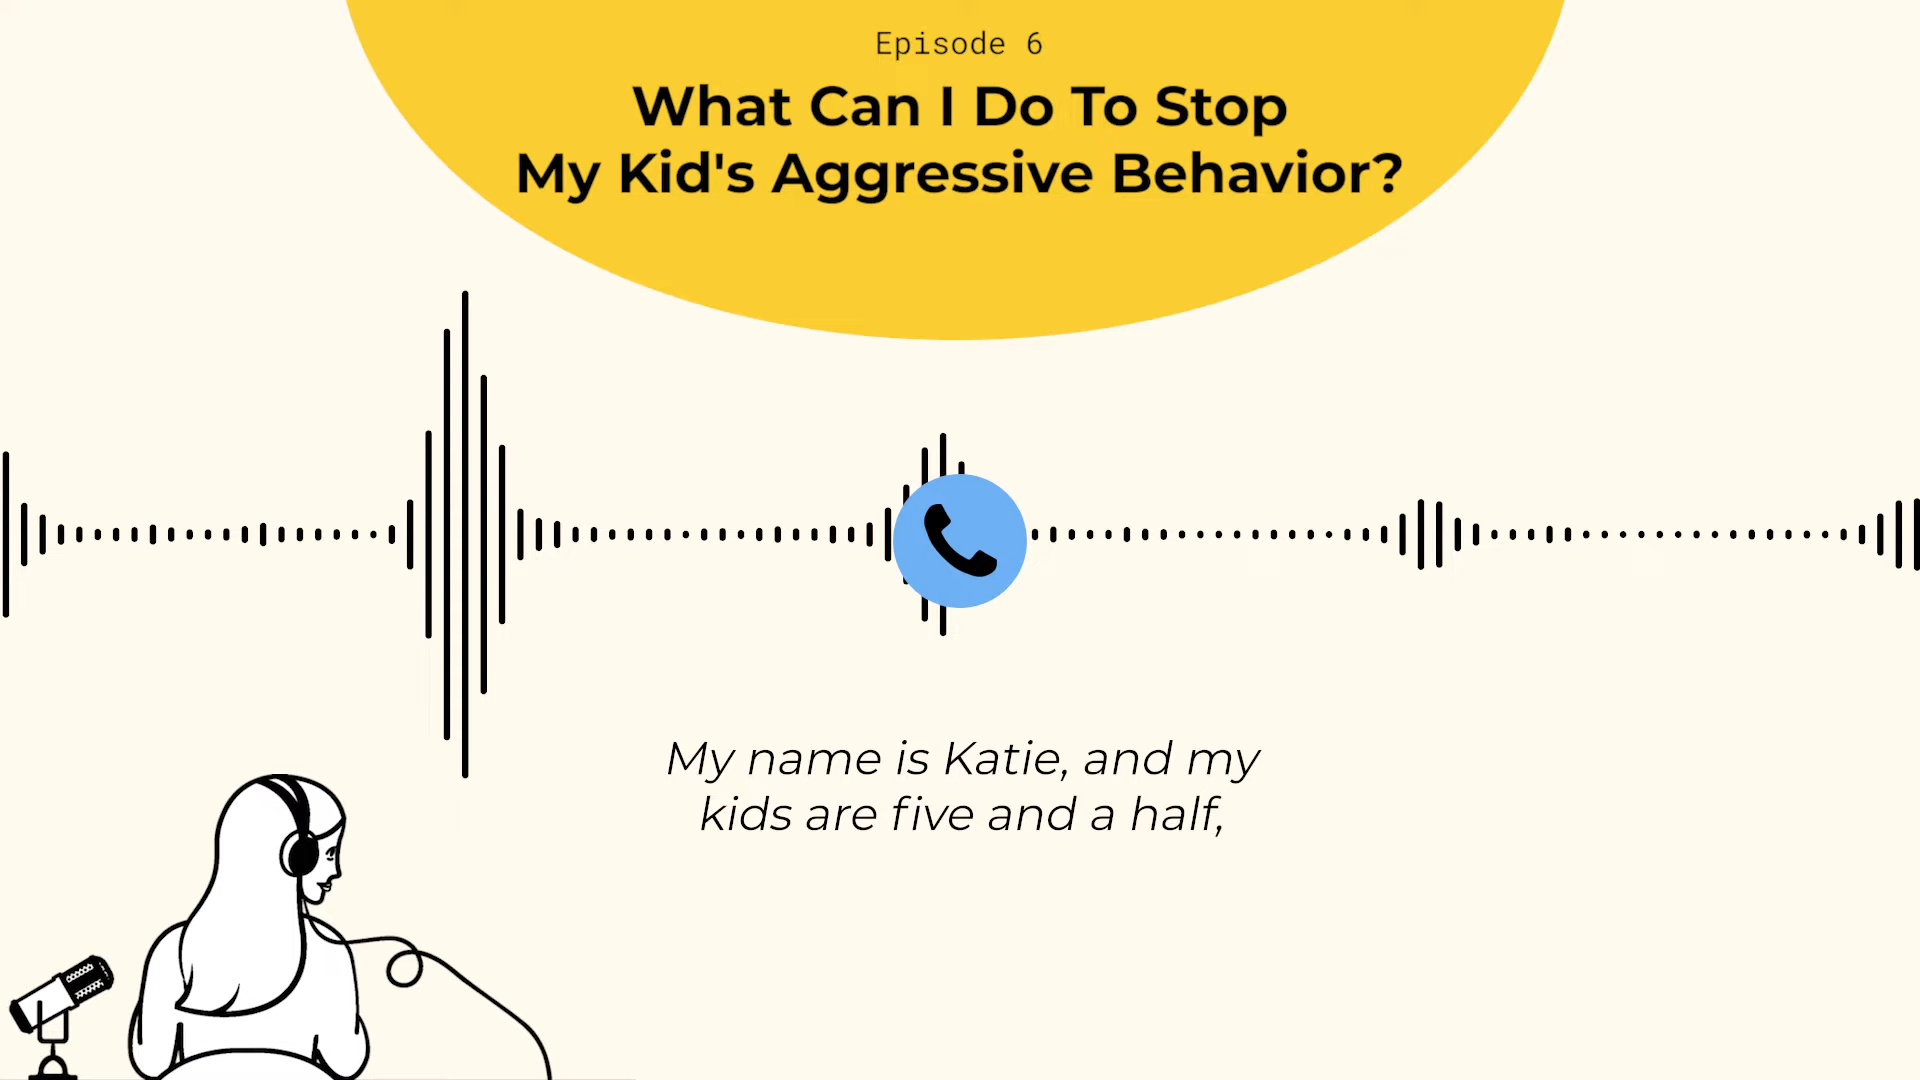 Episode 6
What Can I Do To Stop
My Kid's Aggressive Behavior?
My name is Katie, and my
kids are five and a half,